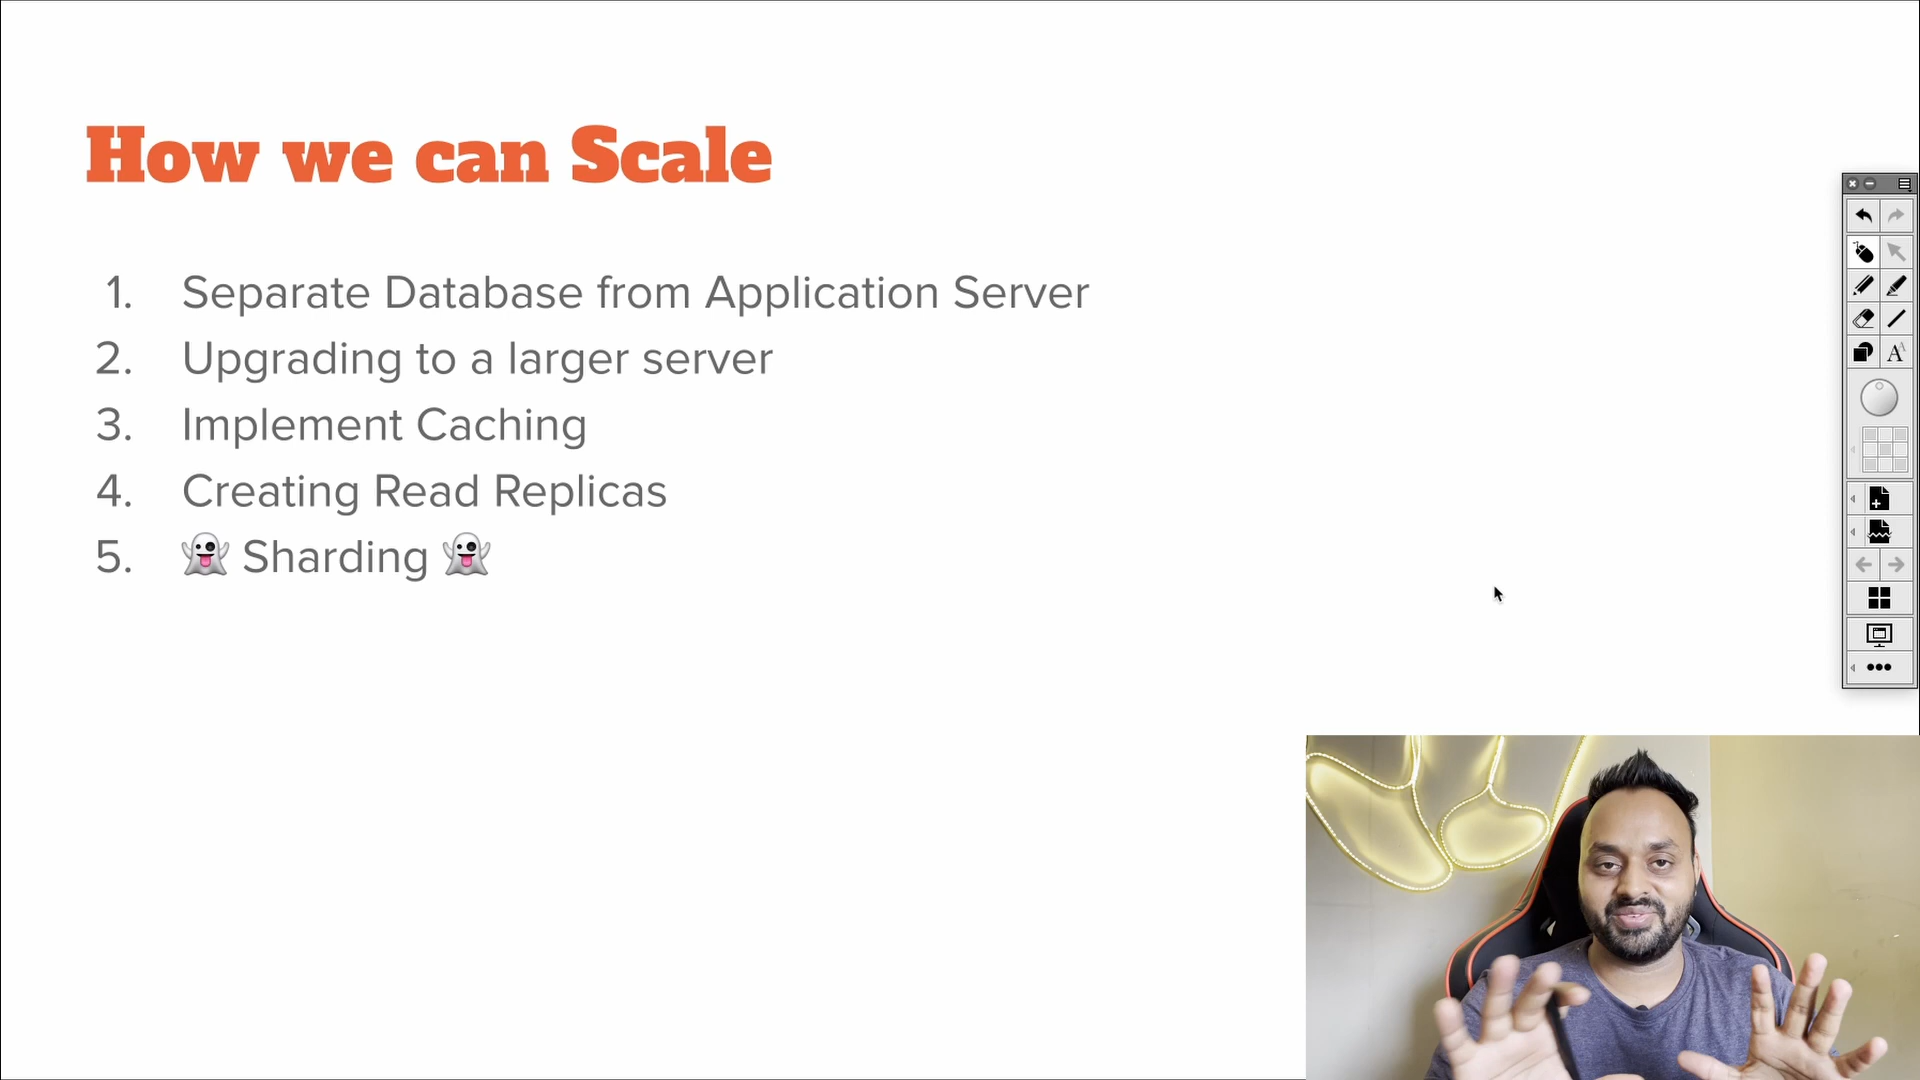 How we can Scale
1. Separate Database from Application Server
2. Upgrading to a larger server
3. Implement Caching
4. Creating Read Replicas
5. 👻 Sharding 👻
A A